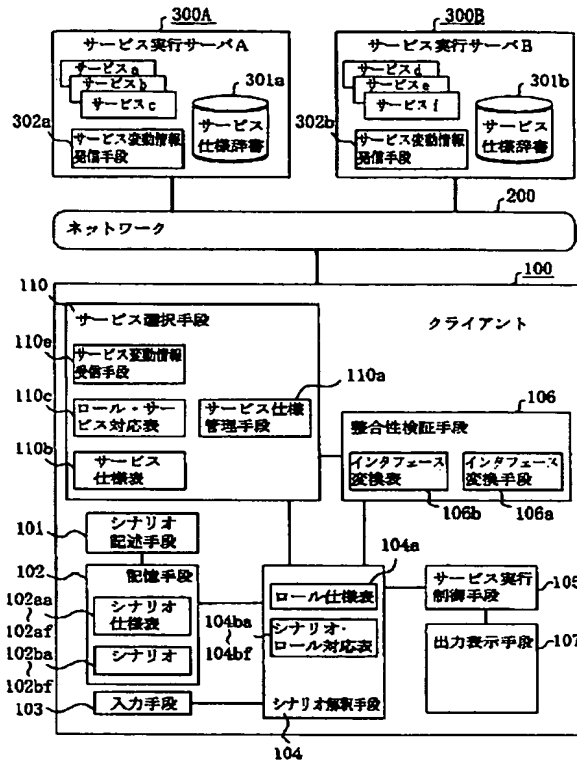 300A
300B
サービス実行サーバA
サービスa
サービスb
サービスc
301a
サービス
仕様辞書
302a
サービス変動情報
発信手段
サービス実行サーバB
サービスd
サービスe
サービスf
301b
サービス
仕様辞書
302b
サービス変動情報
発信手段
200
ネットワーク
100
クライアント
110
サービス選択手段
110e
サービス変動情報
受信手段
110c
ロール・サー
ビス対応表
110a
サービス仕様
管理手段
110b
サービス
仕様表
106
整合性検証手段
インタフェース
変換表
インタフェース
変換手段
106b
106a
101
シナリオ
記述手段
102
記憶手段
102aa
～
102af
シナリオ
仕様表
102ba
～
102bf
シナリオ
103
入力手段
104a
ロール仕様表
104ba
～
104bf
シナリオ・
ロール対応表
シナリオ解釈手段
104
サービス実行
制御手段
105
出力表示手段
107